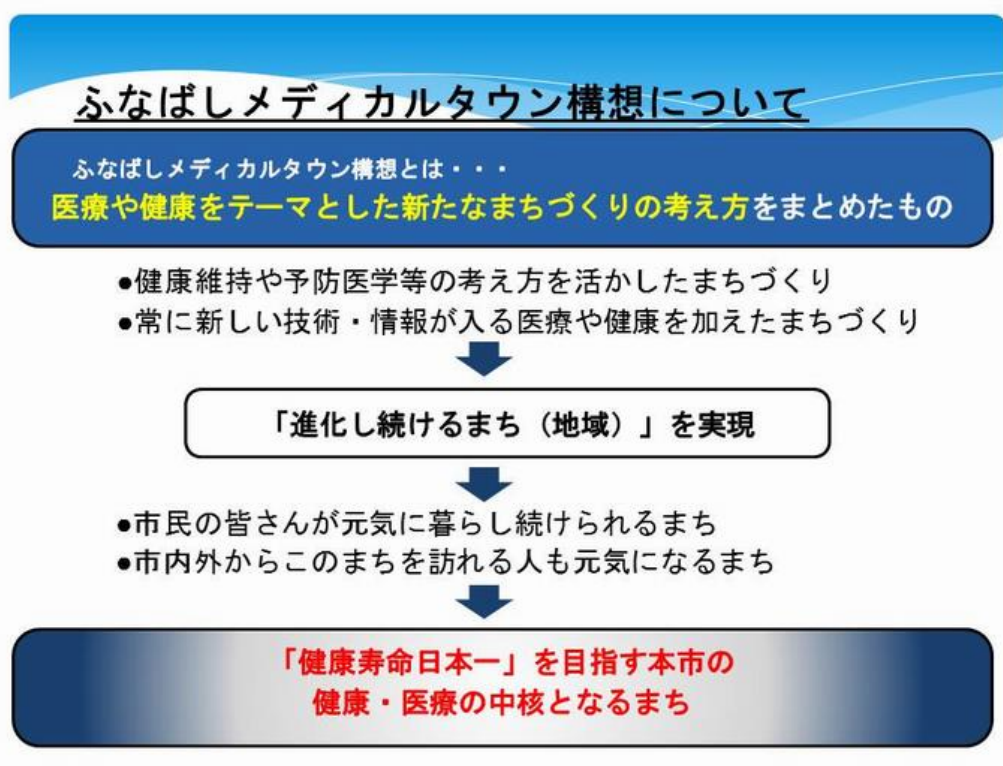 ふなばしメディカルタウン構想について
ふなばしメディカルタウン構想とは・・・
医療や健康をテーマとした新たなまちづくりの考え方をまとめたもの
●健康維持や予防医学等の考え方を活かしたまちづくり
●常に新しい技術・情報が入る医療や健康を加えたまちづくり
「進化し続けるまち（地域）」を実現
●市民の皆さんが元気に暮らし続けられるまち
●市内外からこのまちを訪れる人も元気になるまち
「健康寿命日本一」を目指す本市の
健康・医療の中核となるまち